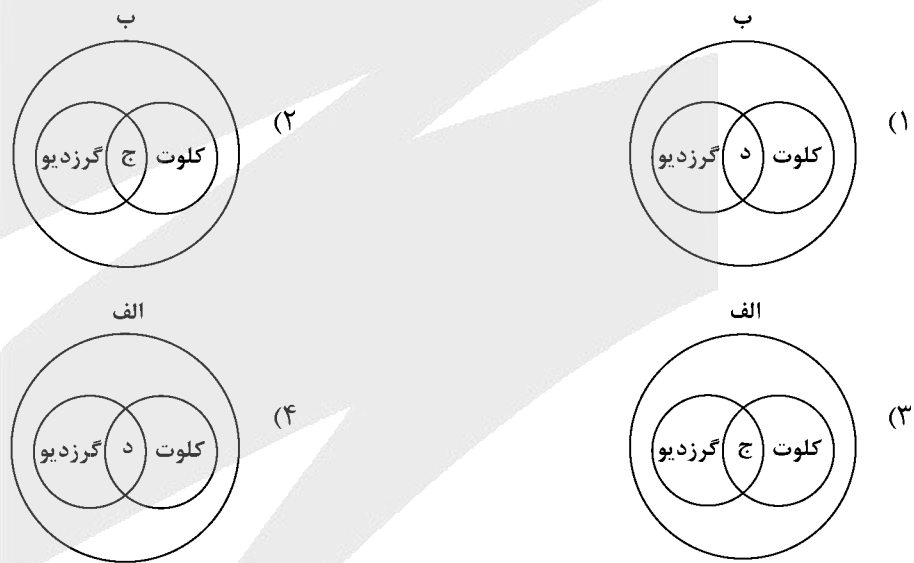 ب
۱) کلوت د گرزدیو
ب
۲) کلوت ج گرزدیو
الف
۳) کلوت ج گرزدیو
الف
۴) کلوت د گرزدیو